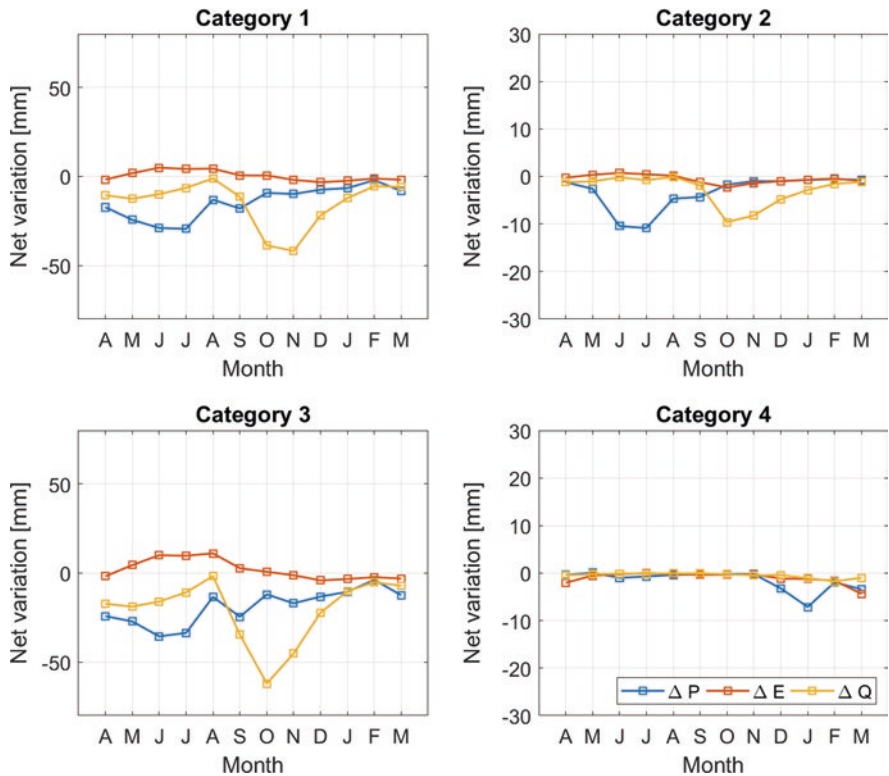 Category 1
Net variation [mm]
50
0
-50
A M J J A S O N D J F M
Month
Category 2
Net variation [mm]
30
20
10
0
-10
-20
-30
A M J J A S O N D J F M
Month
Category 3
Net variation [mm]
50
0
-50
A M J J A S O N D J F M
Month
Category 4
Net variation [mm]
30
20
10
0
-10
-20
-30
Δ P Δ E Δ Q
A M J J A S O N D J F M
Month